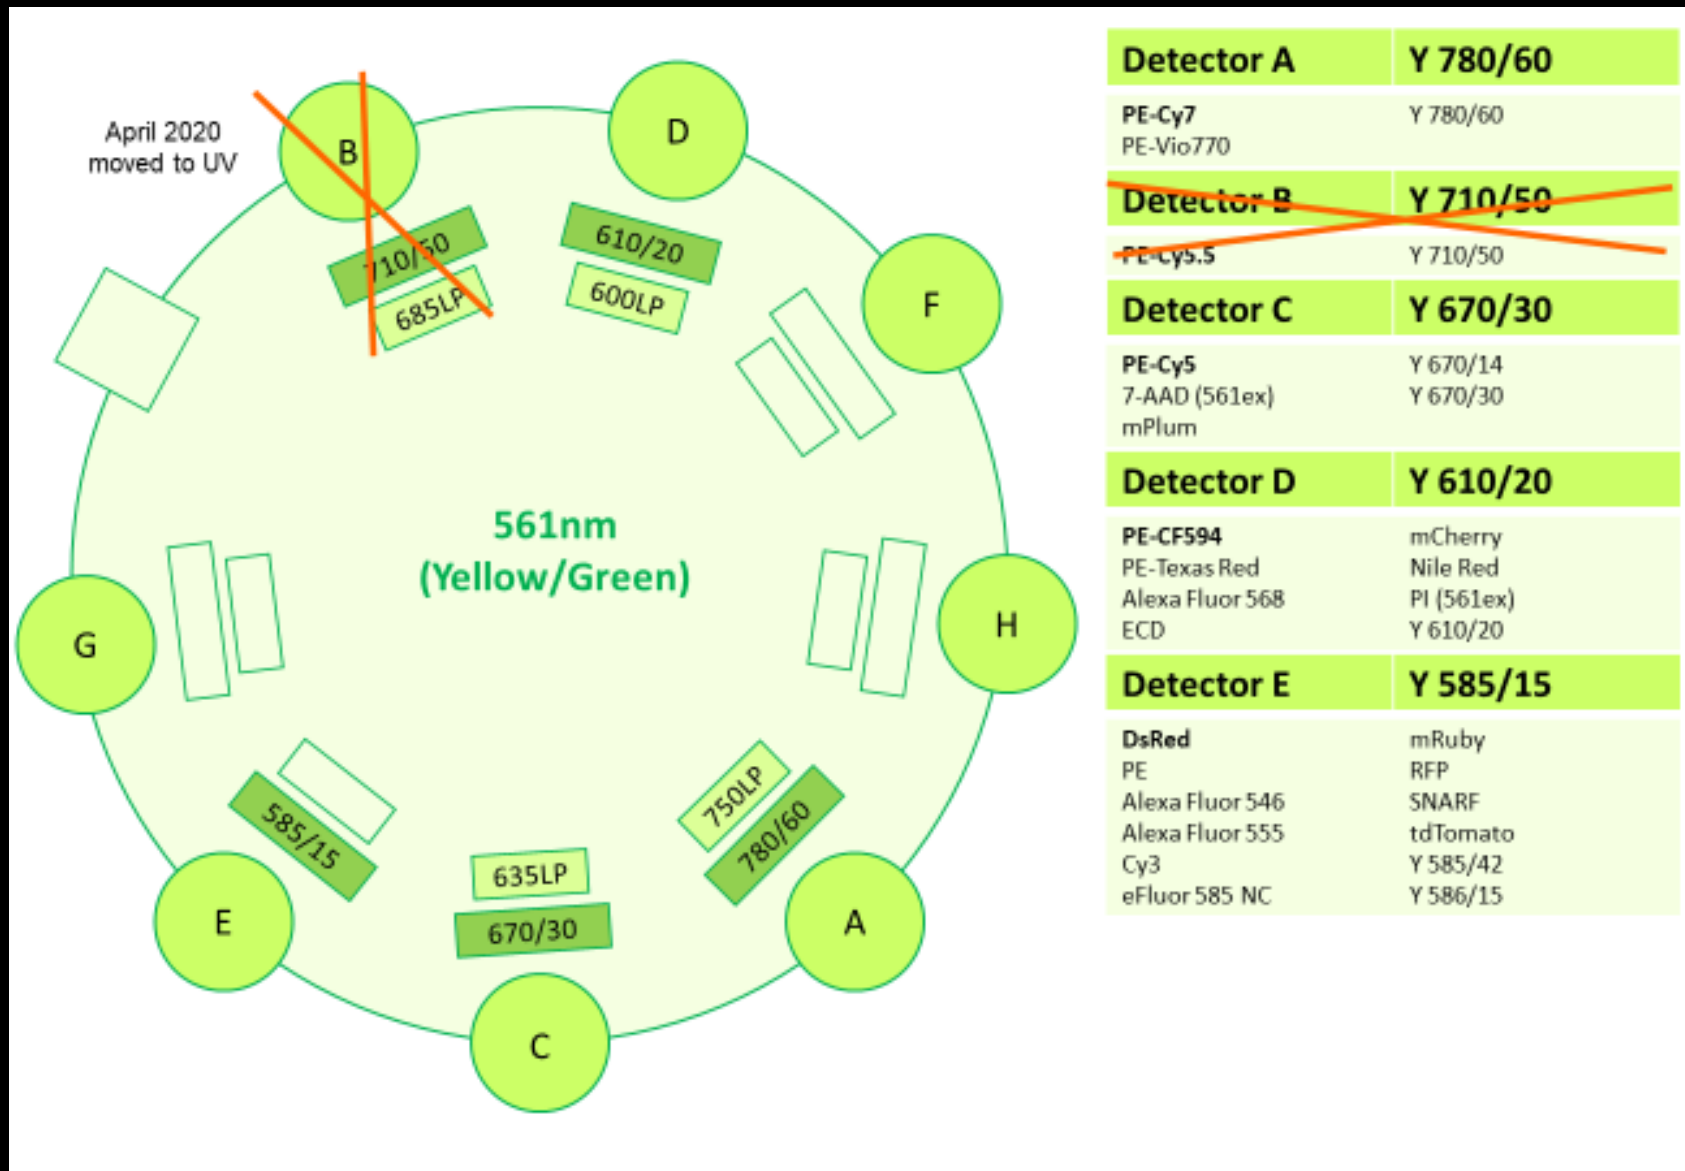 April 2020
moved to UV
B
D
F
H
A
C
E
G
710/50
685LP
610/20
600LP
750LP
780/60
635LP
670/30
585/15
561nm
(Yellow/Green)
Detector A Y 780/60
PE-Cy7 Y 780/60
PE-Vio770
Detector B Y 710/50
PE-Cy5.5 Y 710/50
Detector C Y 670/30
PE-Cy5 Y 670/14
7-AAD (561ex) Y 670/30
mPlum
Detector D Y 610/20
PE-CF594 mCherry
PE-Texas Red Nile Red
Alexa Fluor 568 PI (561ex)
ECD Y 610/20
Detector E Y 585/15
DsRed mRuby
PE RFP
Alexa Fluor 546 SNARF
Alexa Fluor 555 tdTomato
Cy3 Y 585/42
eFluor 585 NC Y 586/15